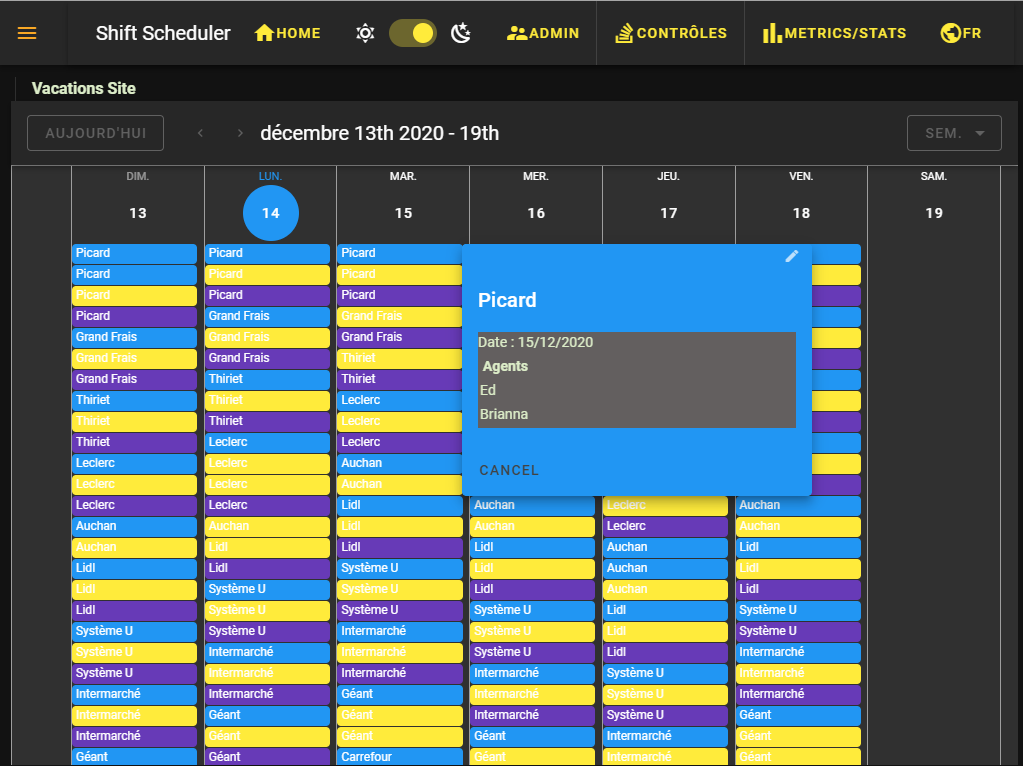 Shift Scheduler
HOME
ADMIN
CONTRÔLES
METRICS/STATS
FR
Vacations Site
AUJOURD'HUI
décembre 13th 2020 - 19th
SEM.
DIM.
13
Picard
Picard
Picard
Picard
Grand Frais
Grand Frais
Grand Frais
Thiriet
Thiriet
Thiriet
Leclerc
Leclerc
Leclerc
Auchan
Auchan
Lidl
Lidl
Lidl
Système U
Système U
Système U
Intermarché
Intermarché
Intermarché
Géant
LUN.
14
Picard
Picard
Picard
Grand Frais
Grand Frais
Grand Frais
Thiriet
Thiriet
Thiriet
Leclerc
Leclerc
Leclerc
Leclerc
Auchan
Lidl
Lidl
Système U
Système U
Système U
Intermarché
Intermarché
Intermarché
Géant
Géant
Géant
MAR.
15
Picard
Picard
Picard
Grand Frais
Grand Frais
Thiriet
Thiriet
Leclerc
Leclerc
Leclerc
Auchan
Auchan
Lidl
Lidl
Lidl
Système U
Système U
Système U
Intermarché
Intermarché
Intermarché
Géant
Géant
Géant
Carrefour
MER.
16
JEU.
17
VEN.
18
SAM.
19
Picard
Date : 15/12/2020
Agents
Ed
Brianna
CANCEL
Auchan
Auchan
Lidl
Lidl
Lidl
Système U
Système U
Système U
Intermarché
Intermarché
Intermarché
Géant
Géant
Leclerc
Leclerc
Auchan
Auchan
Auchan
Lidl
Lidl
Lidl
Système U
Système U
Système U
Intermarché
Intermarché
Auchan
Auchan
Lidl
Lidl
Lidl
Système U
Système U
Intermarché
Intermarché
Intermarché
Géant
Géant
Géant